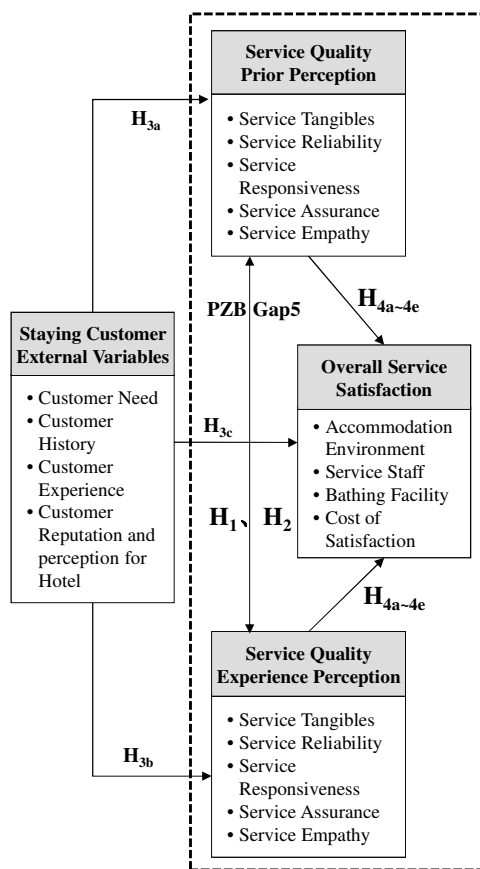 Service Quality
Prior Perception
• Service Tangibles
• Service Reliability
• Service
Responsiveness
• Service Assurance
• Service Empathy
H3a
PZB Gap5
H4a~4e
Staying Customer
External Variables
• Customer Need
• Customer
History
• Customer
Experience
• Customer
Reputation and
perception for
Hotel
H3c
Overall Service
Satisfaction
• Accommodation
Environment
• Service Staff
• Bathing Facility
• Cost of
Satisfaction
H1、 H2
H4a~4e
H3b
Service Quality
Experience Perception
• Service Tangibles
• Service Reliability
• Service
Responsiveness
• Service Assurance
• Service Empathy